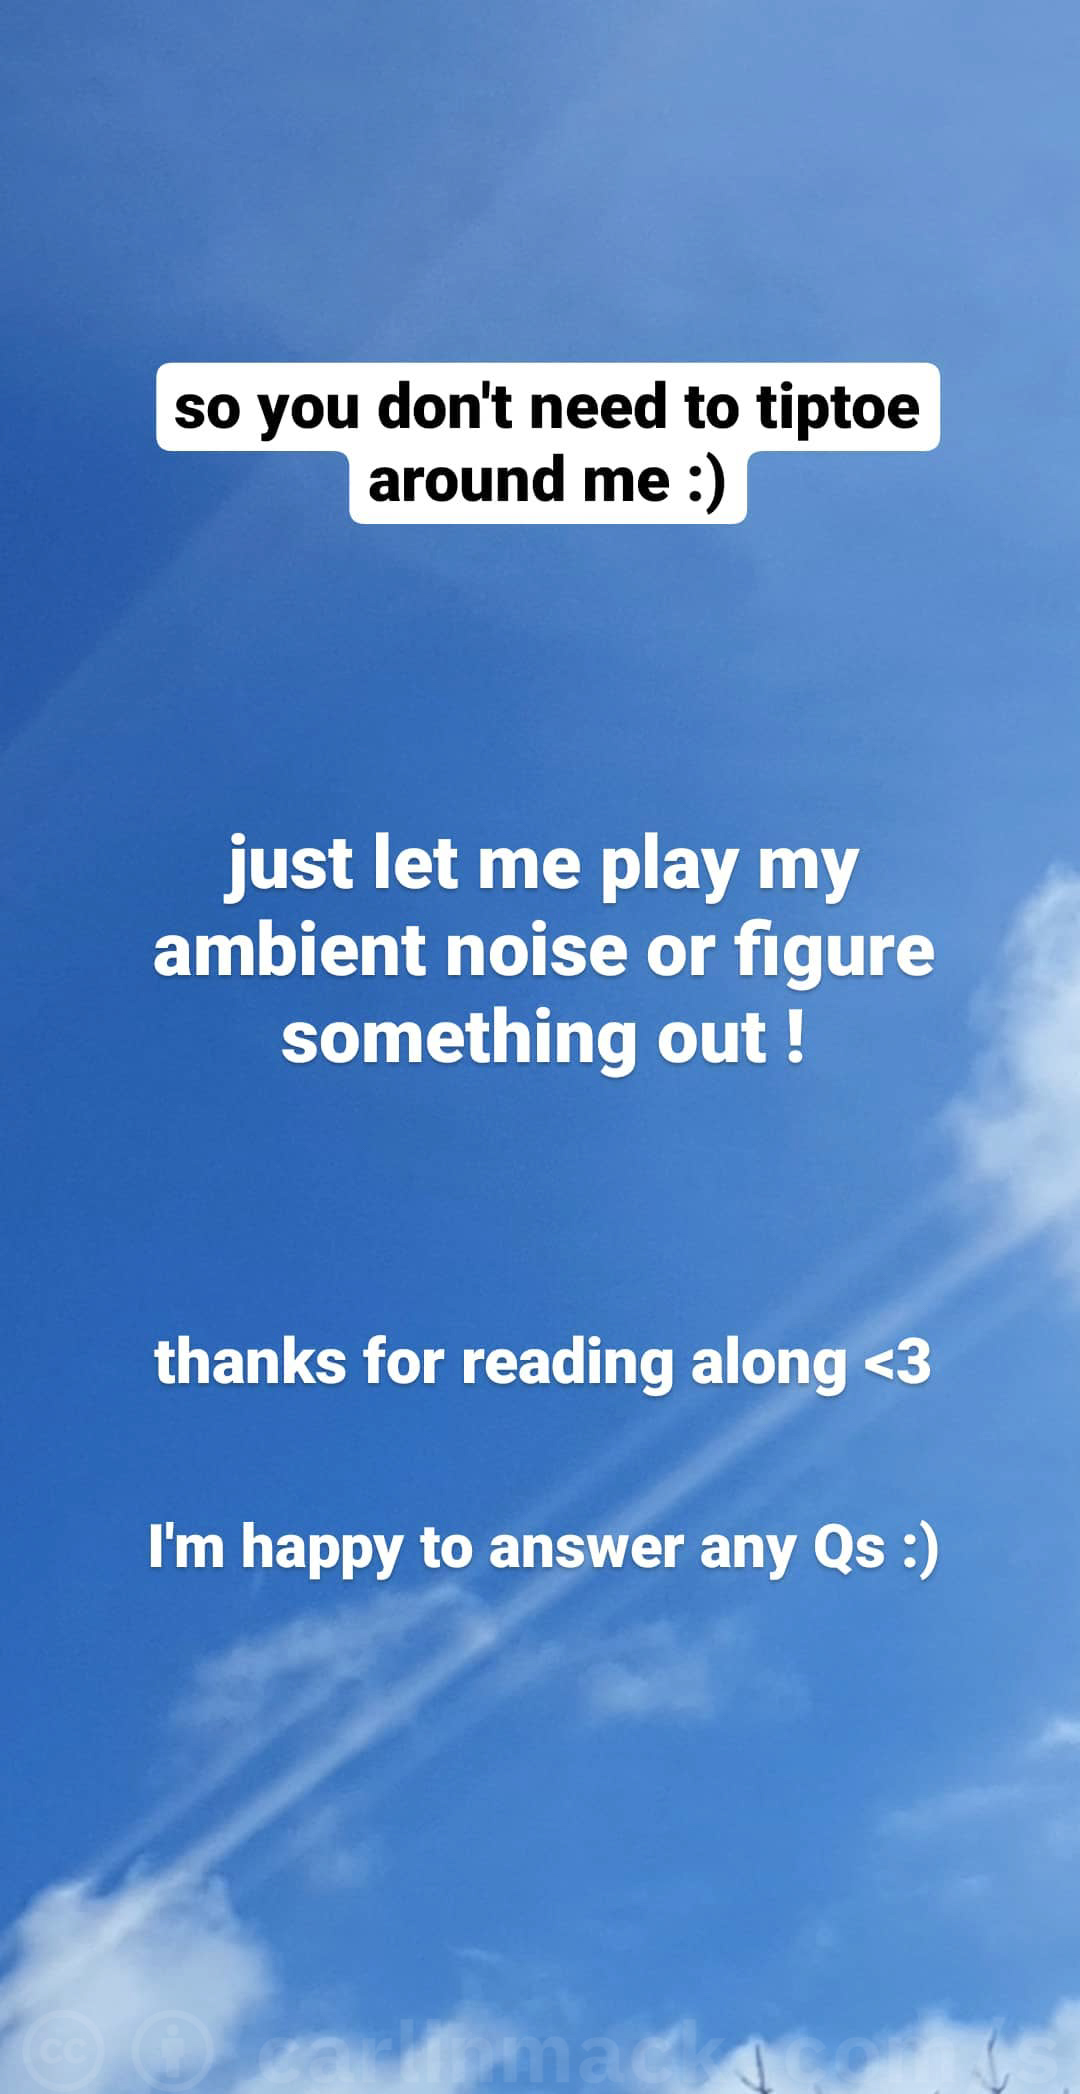 so you don't need to tiptoe
around me :)
just let me play my
ambient noise or figure
something out !
thanks for reading along <3
I'm happy to answer any Qs :)
cc carlinmack.com/s